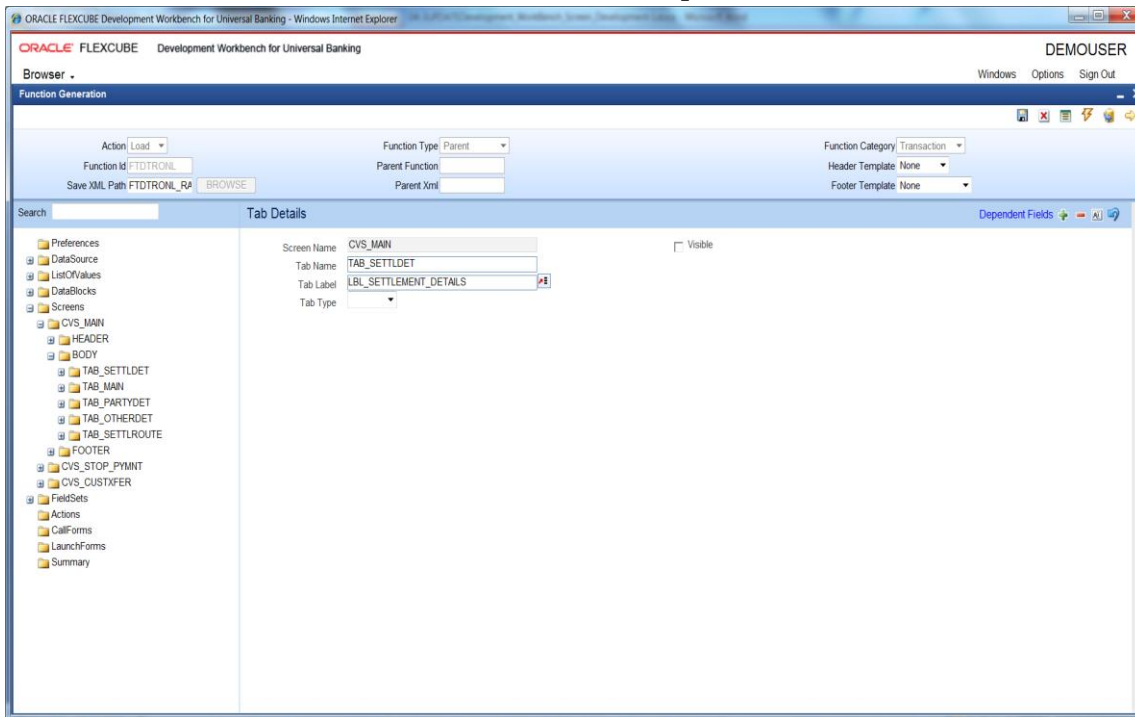 ORACLE FLEXCUBE Development Workbench for Universal Banking - Windows Internet Explorer
ORACLE FLEXCUBE Development Workbench for Universal Banking DEMOUSER
Browser Windows Options Sign Out
Function Generation
Action Load Function Type Parent Function Category Transaction
Function Id FTDTRONL Parent Function Header Template None
Save XML Path FTDTRONL_RA BROWSE Parent Xml Footer Template None
Search Tab Details Dependent Fields
Preferences
DataSource
ListOfValues
DataBlocks
Screens
CVS_MAIN
HEADER
BODY
TAB_SETTLDET
TAB_MAIN
TAB_PARTYDET
TAB_OTHERDET
TAB_SETTLROUTE
FOOTER
CVS_STOP_PYMNT
CVS_CUSTXFER
FieldSets
Actions
CallForms
LaunchForms
Summary
Screen Name CVS_MAIN Visible
Tab Name TAB_SETTLDET
Tab Label LBL_SETTLEMENT_DETAILS
Tab Type